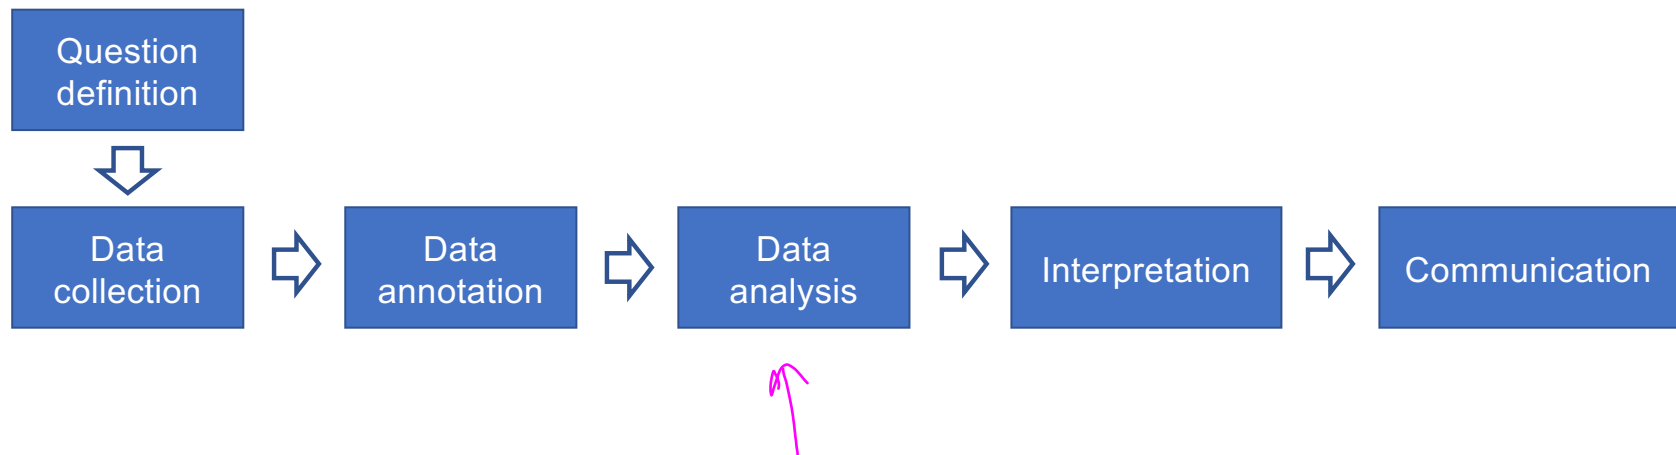 Question
definition
Data
collection
Data
annotation
Data
analysis
Interpretation
Communication